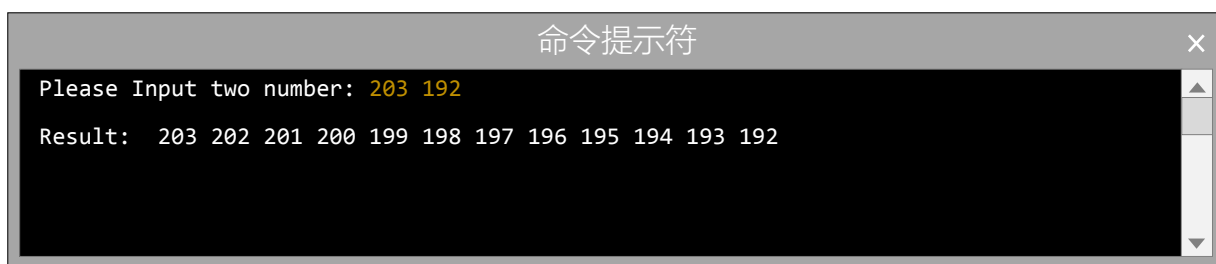 命令提示符
Please Input two number: 203 192
Result:  203 202 201 200 199 198 197 196 195 194 193 192